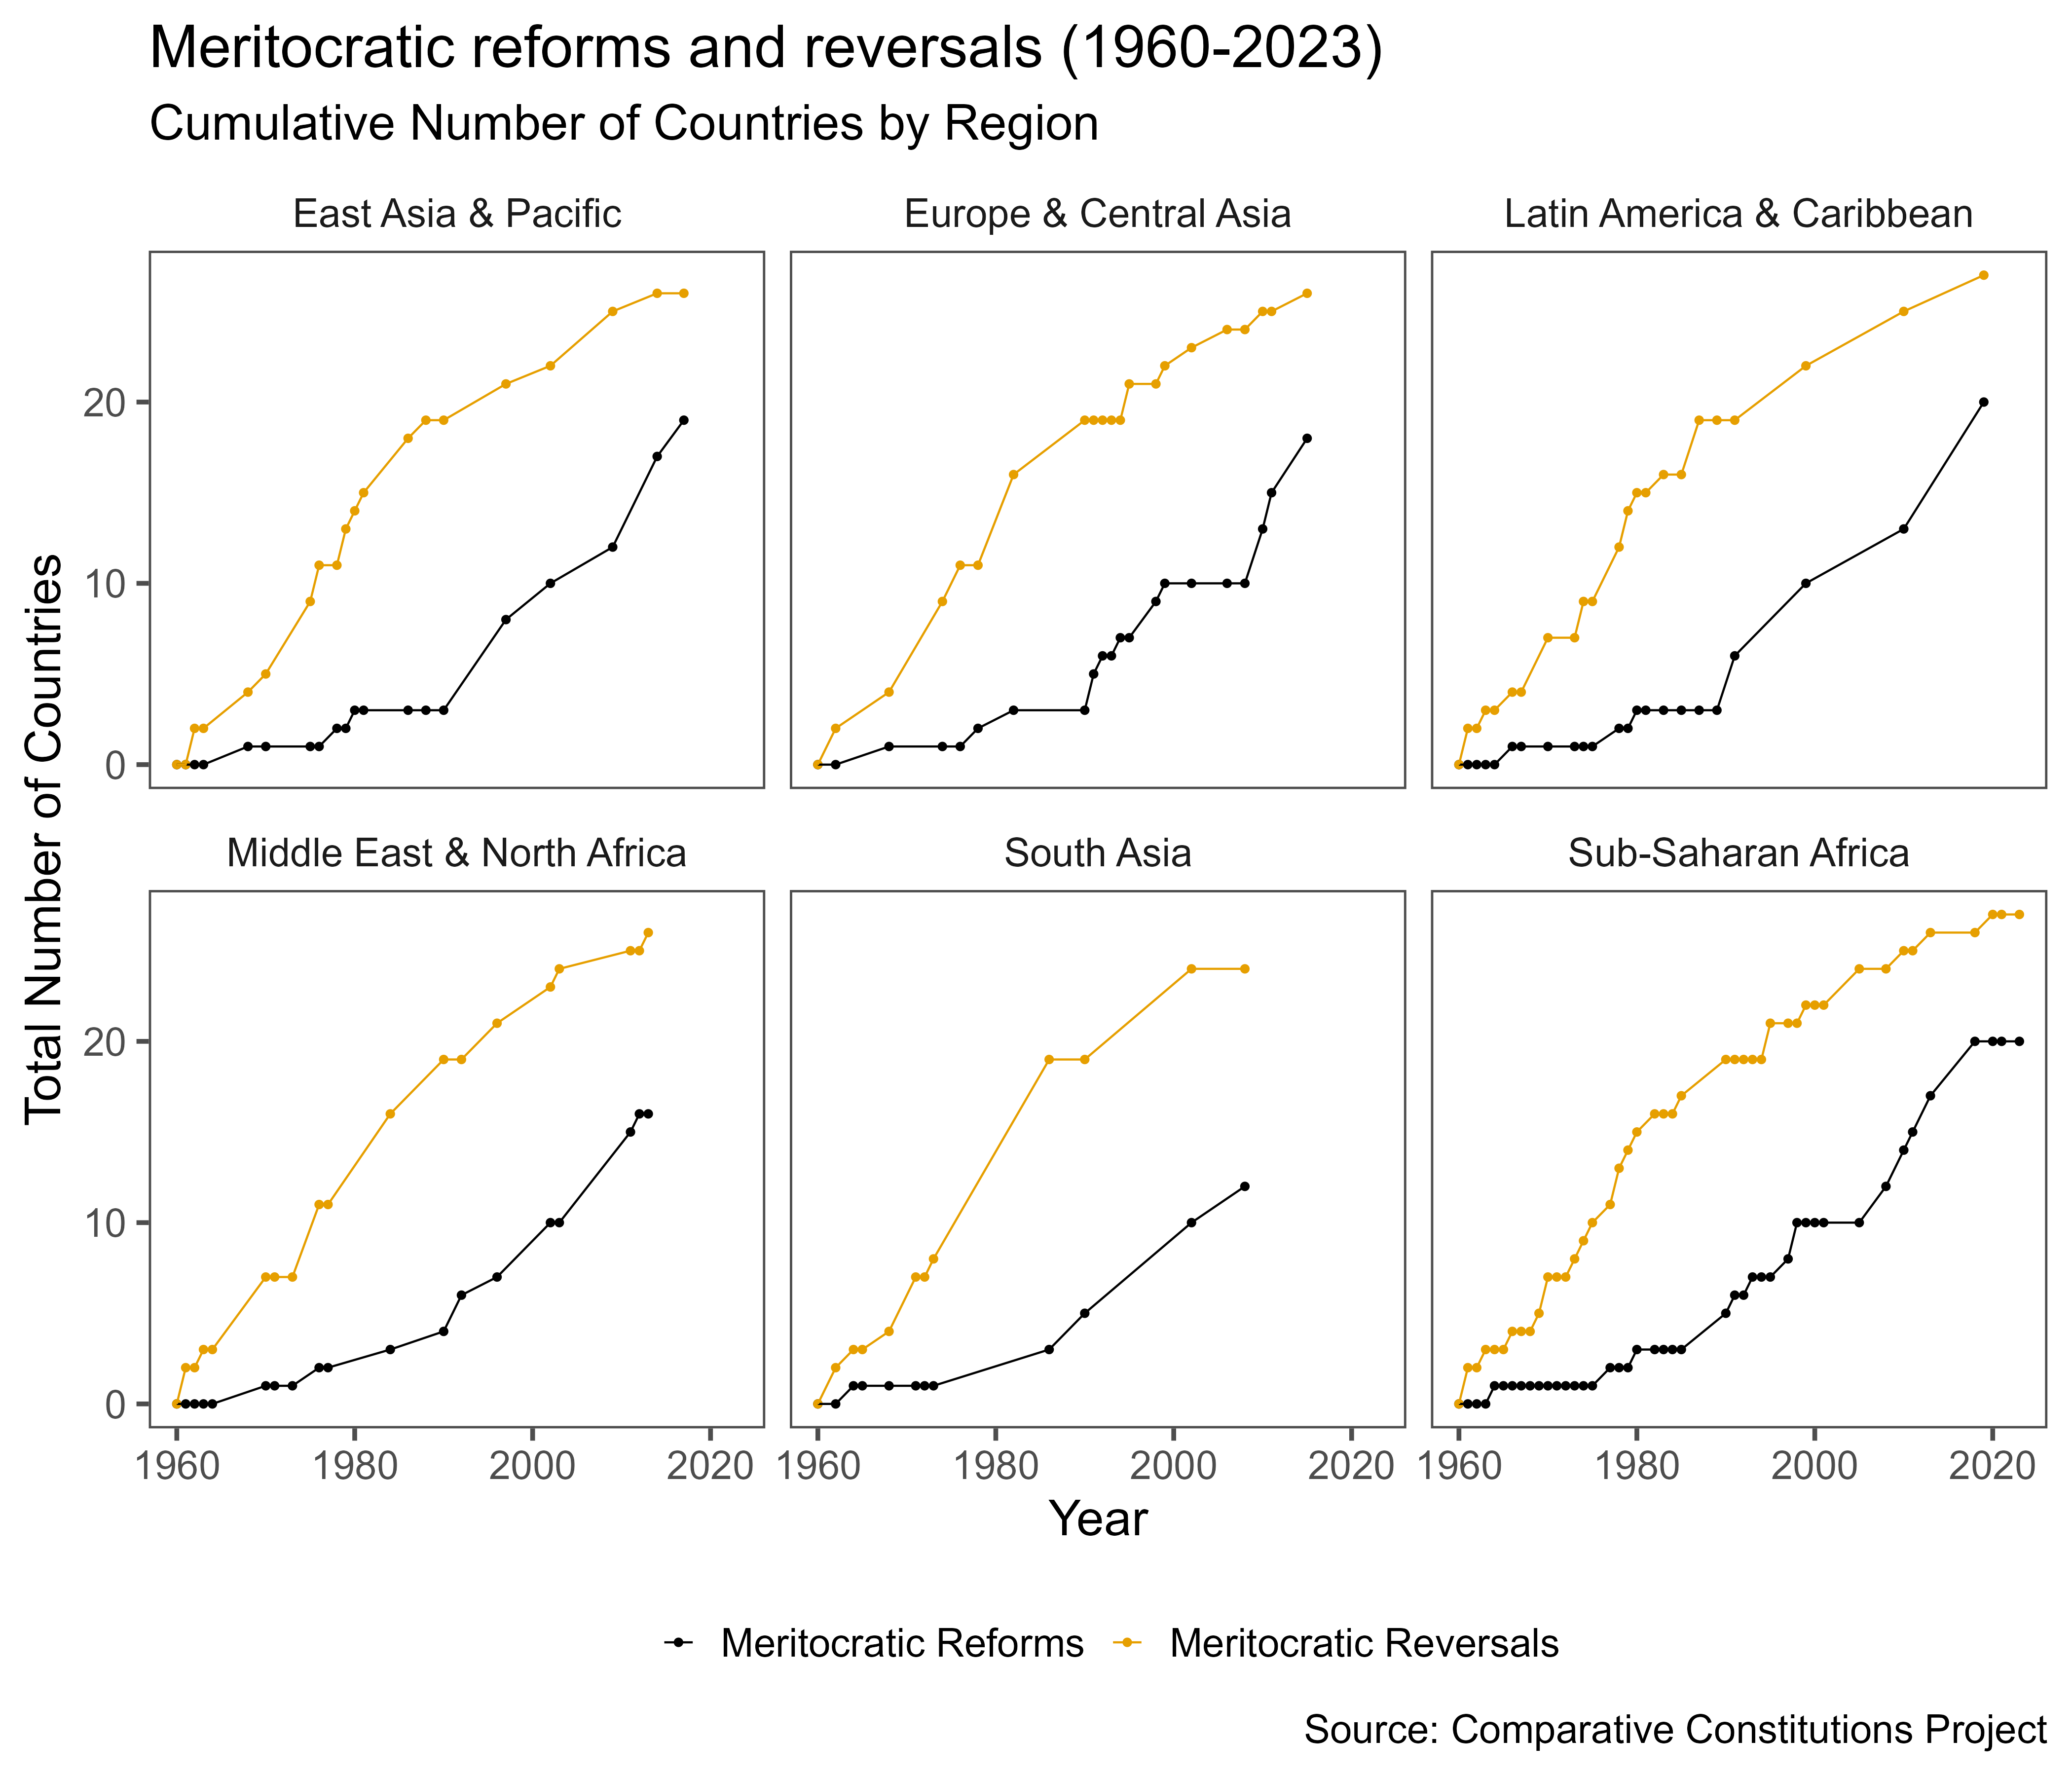 Meritocratic reforms and reversals (1960-2023)
Cumulative Number of Countries by Region
East Asia & Pacific
Europe & Central Asia
Latin America & Caribbean
20
10
0
Total Number of Countries
Middle East & North Africa
South Asia
Sub-Saharan Africa
20
10
0
1960 1980 2000 2020
1960 1980 2000 2020
1960 1980 2000 2020
Year
Meritocratic Reforms
Meritocratic Reversals
Source: Comparative Constitutions Project